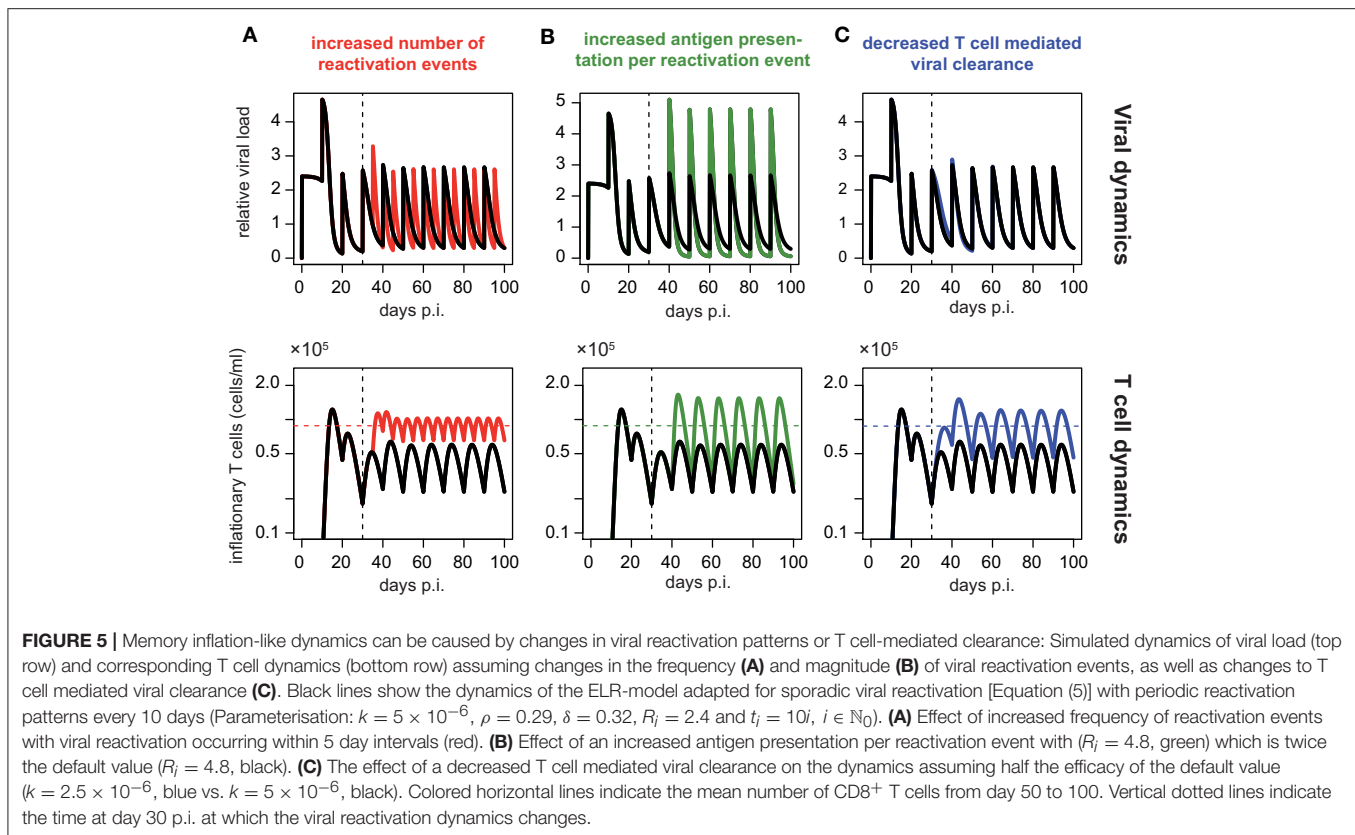 A
increased number of
reactivation events
B
increased antigen presen-
tation per reactivation event
C
decreased T cell mediated
viral clearance
relative viral load
4
3
2
1
0
0 20 40 60 80 100
days p.i.
5
4
3
2
1
0
0 20 40 60 80 100
days p.i.
4
3
2
1
0
0 20 40 60 80 100
days p.i.
Viral dynamics
inflationary T cells (cells/ml)
×10⁵
2.0
0.5
0.1
0 20 40 60 80 100
days p.i.
×10⁵
2.0
0.5
0.1
0 20 40 60 80 100
days p.i.
×10⁵
2.0
0.5
0.1
0 20 40 60 80 100
days p.i.
T cell dynamics
FIGURE 5 | Memory inflation-like dynamics can be caused by changes in viral reactivation patterns or T cell-mediated clearance: Simulated dynamics of viral load (top
row) and corresponding T cell dynamics (bottom row) assuming changes in the frequency (A) and magnitude (B) of viral reactivation events, as well as changes to T
cell mediated viral clearance (C). Black lines show the dynamics of the ELR-model adapted for sporadic viral reactivation [Equation (5)] with periodic reactivation
patterns every 10 days (Parameterisation: k = 5 × 10⁻⁶, ρ = 0.29, δ = 0.32, Rᵢ = 2.4 and tᵢ = 10i, i ∈ ℕ₀). (A) Effect of increased frequency of reactivation events
with viral reactivation occurring within 5 day intervals (red). (B) Effect of an increased antigen presentation per reactivation event with (Rᵢ = 4.8, green) which is twice
the default value (Rᵢ = 4.8, black). (C) The effect of a decreased T cell mediated viral clearance on the dynamics assuming half the efficacy of the default value
(k = 2.5 × 10⁻⁶, blue vs. k = 5 × 10⁻⁶, black). Colored horizontal lines indicate the mean number of CD8⁺ T cells from day 50 to 100. Vertical dotted lines indicate
the time at day 30 p.i. at which the viral reactivation dynamics changes.